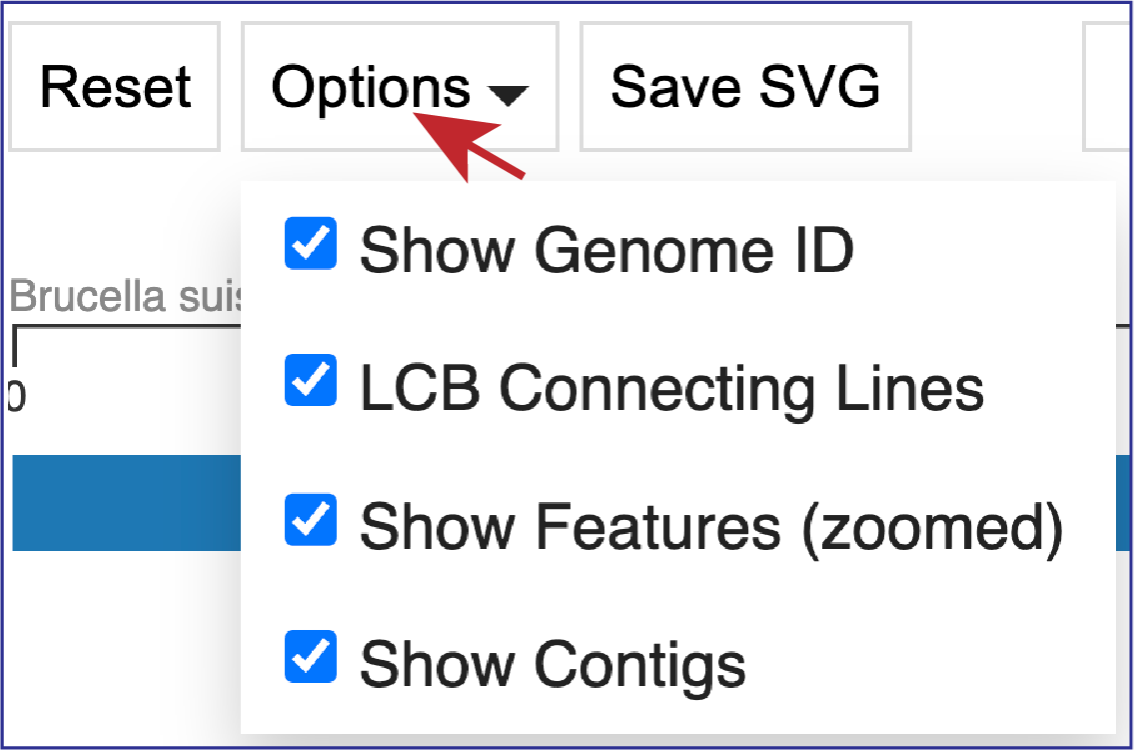 Reset Options Save SVG
Show Genome ID
Brucella suis
LCB Connecting Lines
0
Show Features (zoomed)
Show Contigs